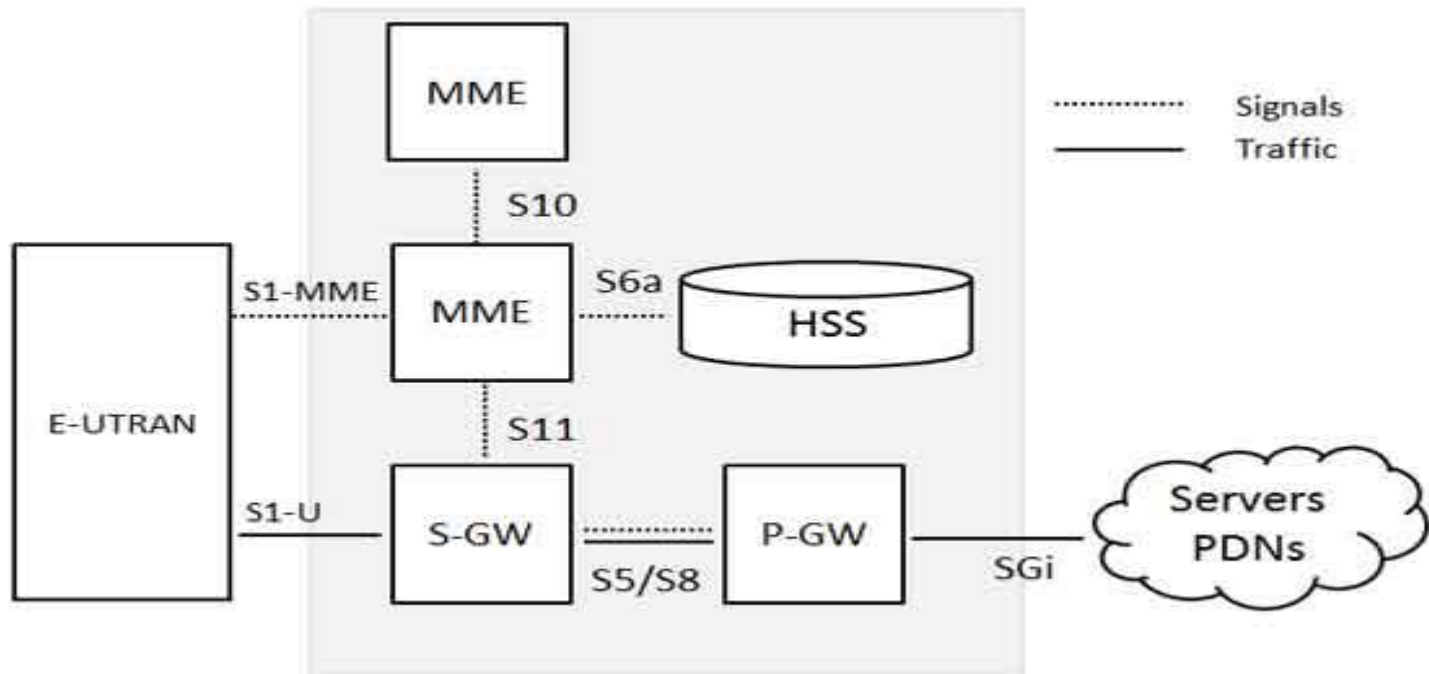 MME
Signals
Traffic
S10
S1-MME
MME
S6a
HSS
E-UTRAN
S11
S1-U
S-GW
S5/S8
P-GW
SGi
Servers
PDNs